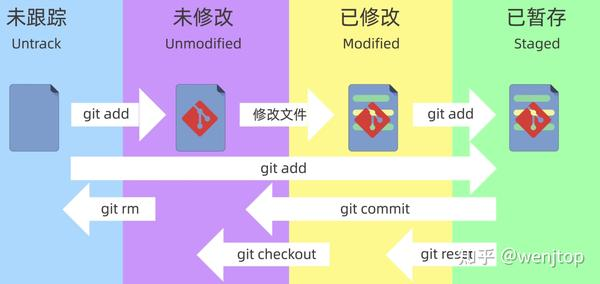 未跟踪
未修改
已修改
已暂存
Untrack
Unmodified
Modified
Staged
git add
修改文件
git add
git add
git rm
git commit
git checkout
git reset
知乎 @wenjtop